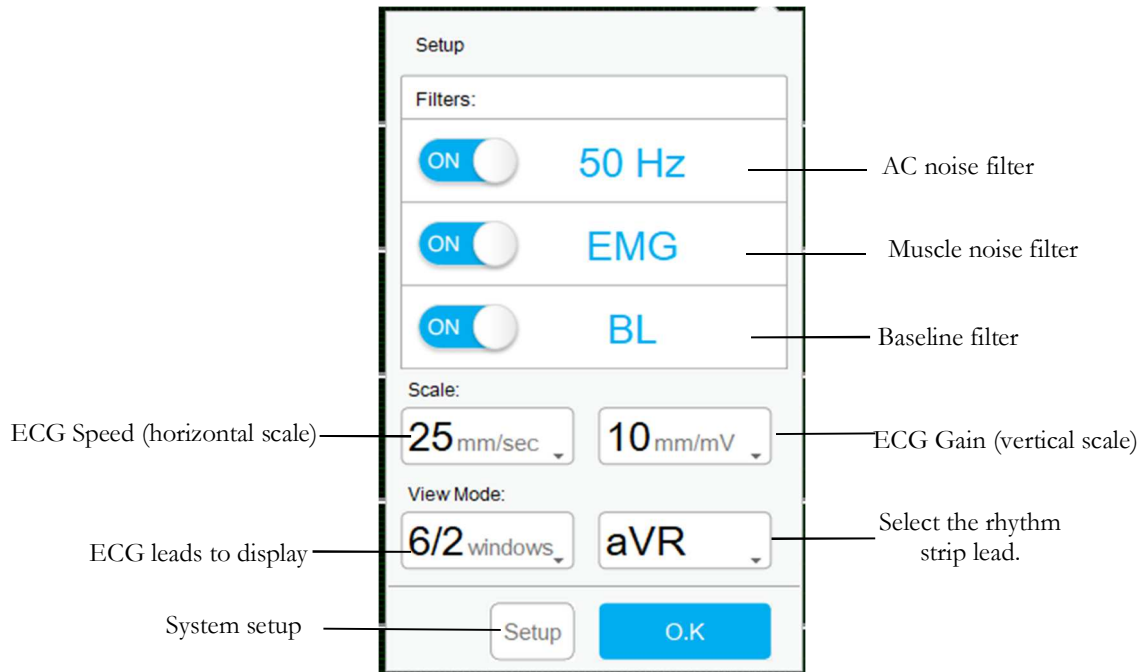 Setup
Filters:
ON 50 Hz AC noise filter
ON EMG Muscle noise filter
ON BL Baseline filter
Scale:
ECG Speed (horizontal scale) 25 mm/sec 10 mm/mV ECG Gain (vertical scale)
View Mode:
ECG leads to display 6/2 windows aVR Select the rhythm
strip lead.
System setup Setup O.K